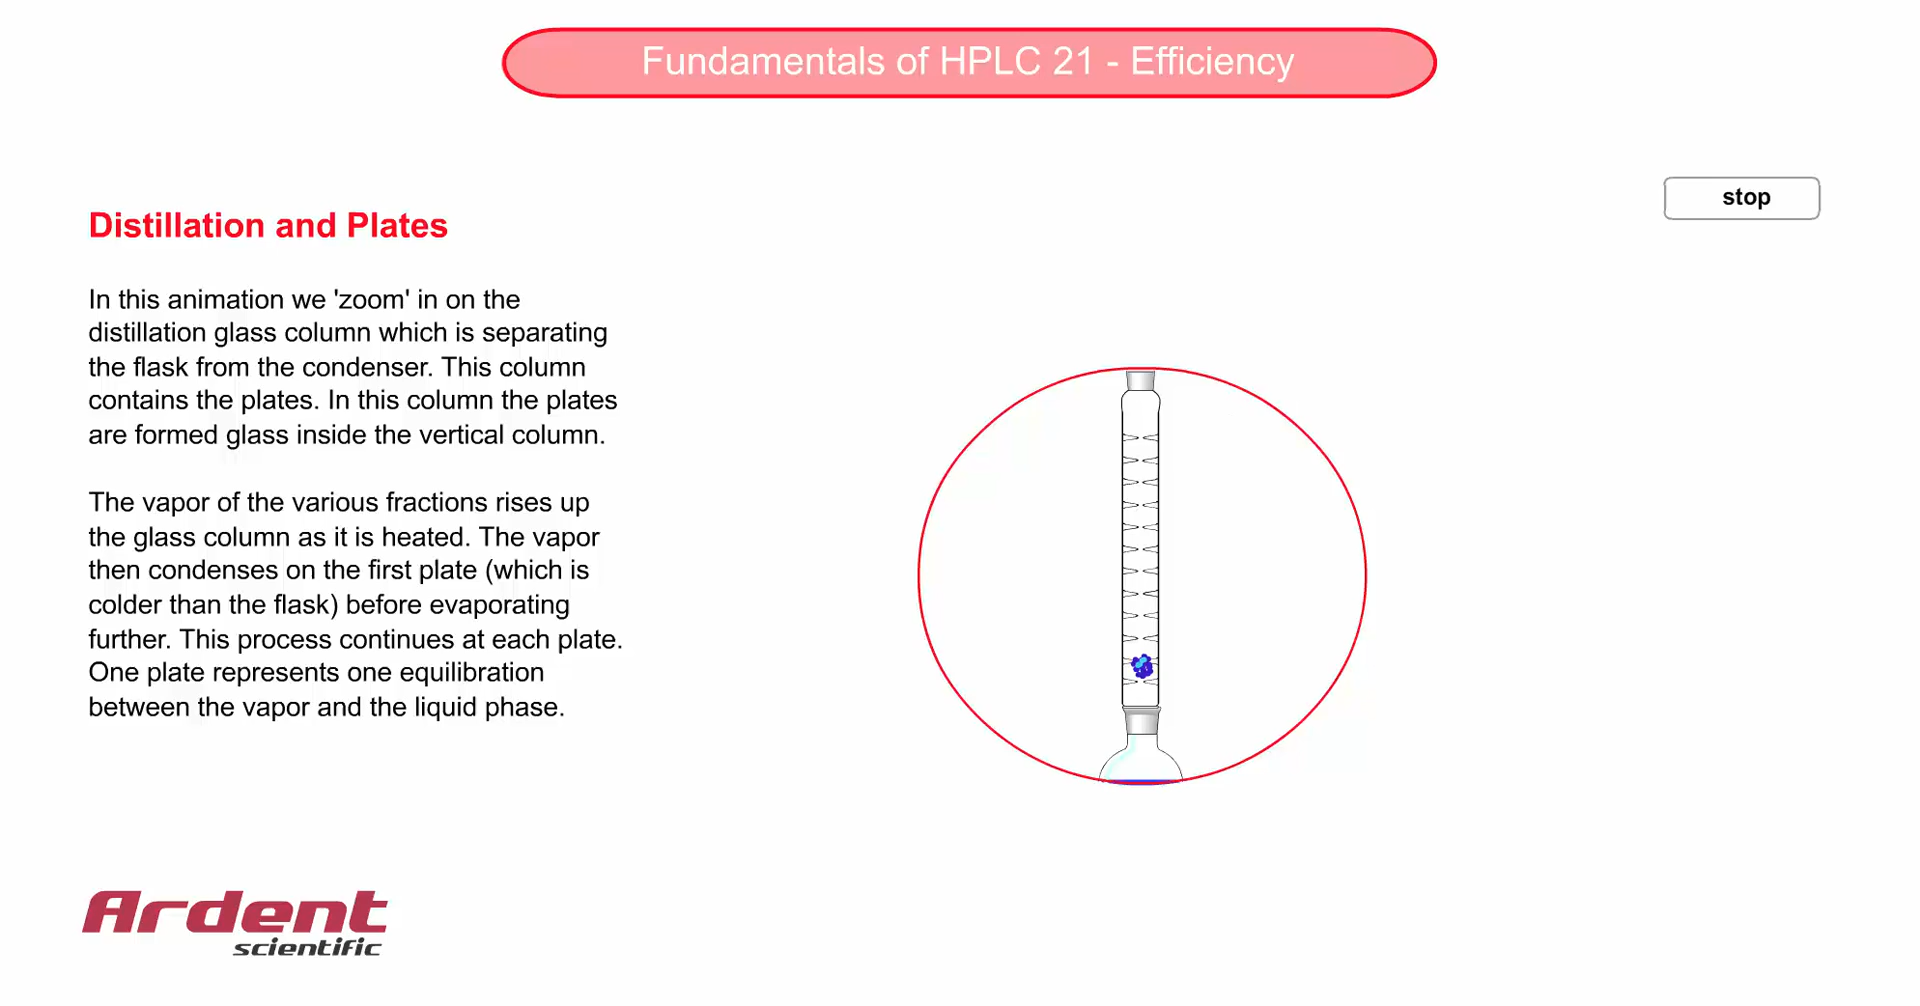 Fundamentals of HPLC 21 - Efficiency
stop
Distillation and Plates
In this animation we 'zoom' in on the
distillation glass column which is separating
the flask from the condenser. This column
contains the plates. In this column the plates
are formed glass inside the vertical column.
The vapor of the various fractions rises up
the glass column as it is heated. The vapor
then condenses on the first plate (which is
colder than the flask) before evaporating
further. This process continues at each plate.
One plate represents one equilibration
between the vapor and the liquid phase.
Ardent
scientific